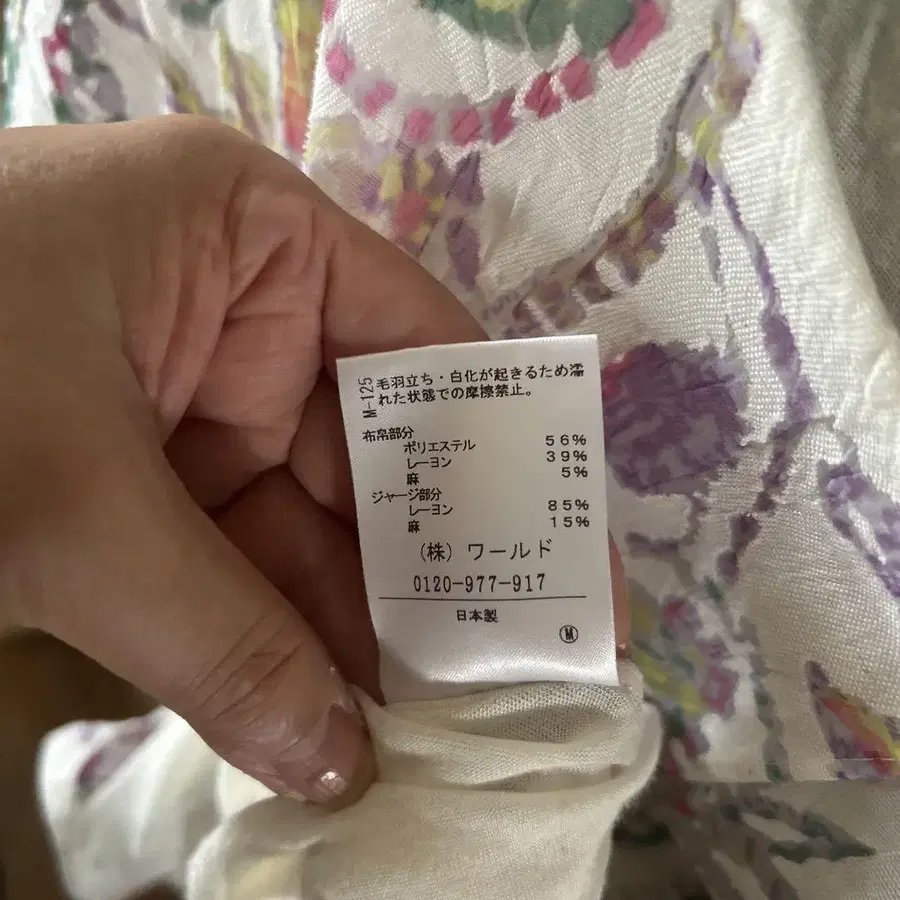 M-125
毛羽立ち・白化が起きるため濡
れた状態での摩擦禁止。
布帛部分
ポリエステル 56%
レーヨン 39%
麻 5%
ジャージ部分
レーヨン 85%
麻 15%
(株) ワールド
0120-977-917
日本製
M